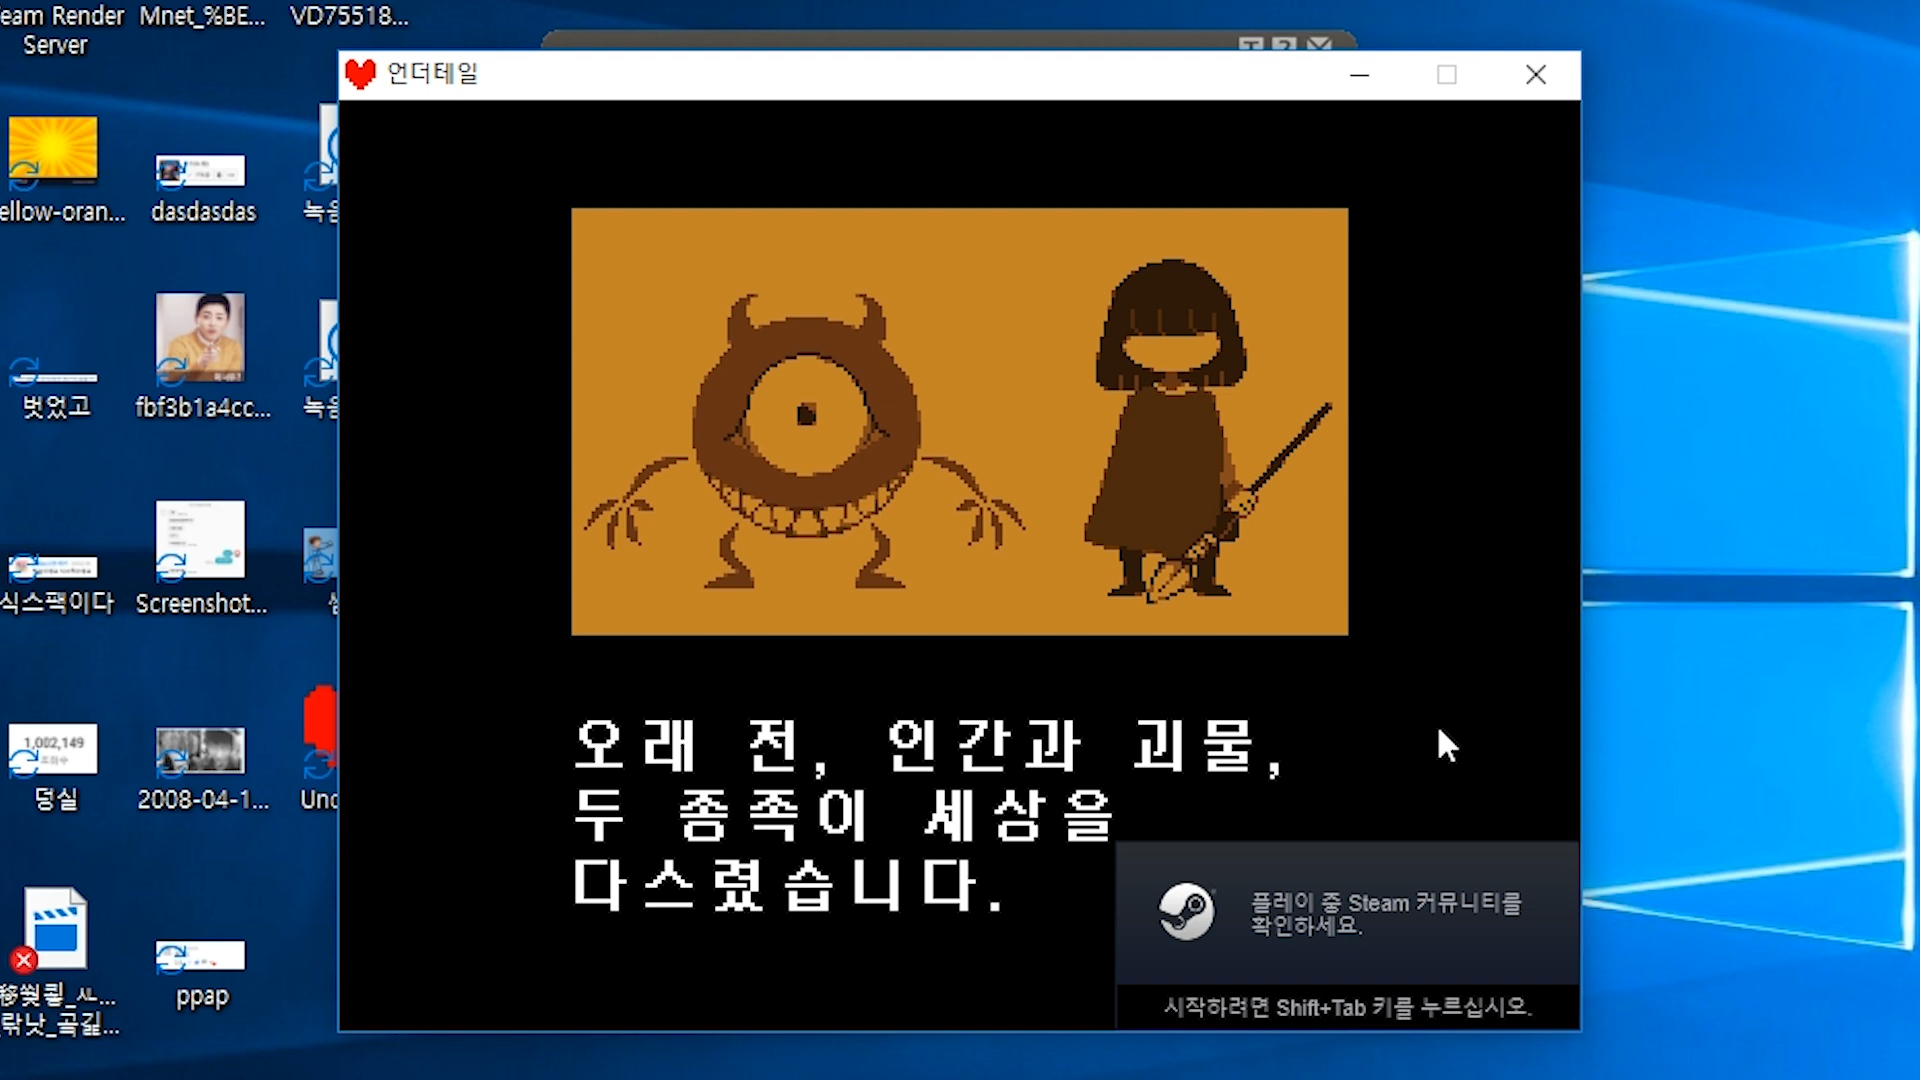 eam Render
Server
Mnet_%BE...
VD75518...
언더테일
ellow-oran...
dasdasdas
벗었고
fbf3b1a4cc...
식스팩이다
Screenshot...
1,002,149
조회수
덩실
2008-04-1...
Und
ppap
오래 전, 인간과 괴물,
두 종족이 세상을
다스렸습니다.
플레이 중 Steam 커뮤니티를
확인하세요.
시작하려면 Shift+Tab 키를 누르십시오.